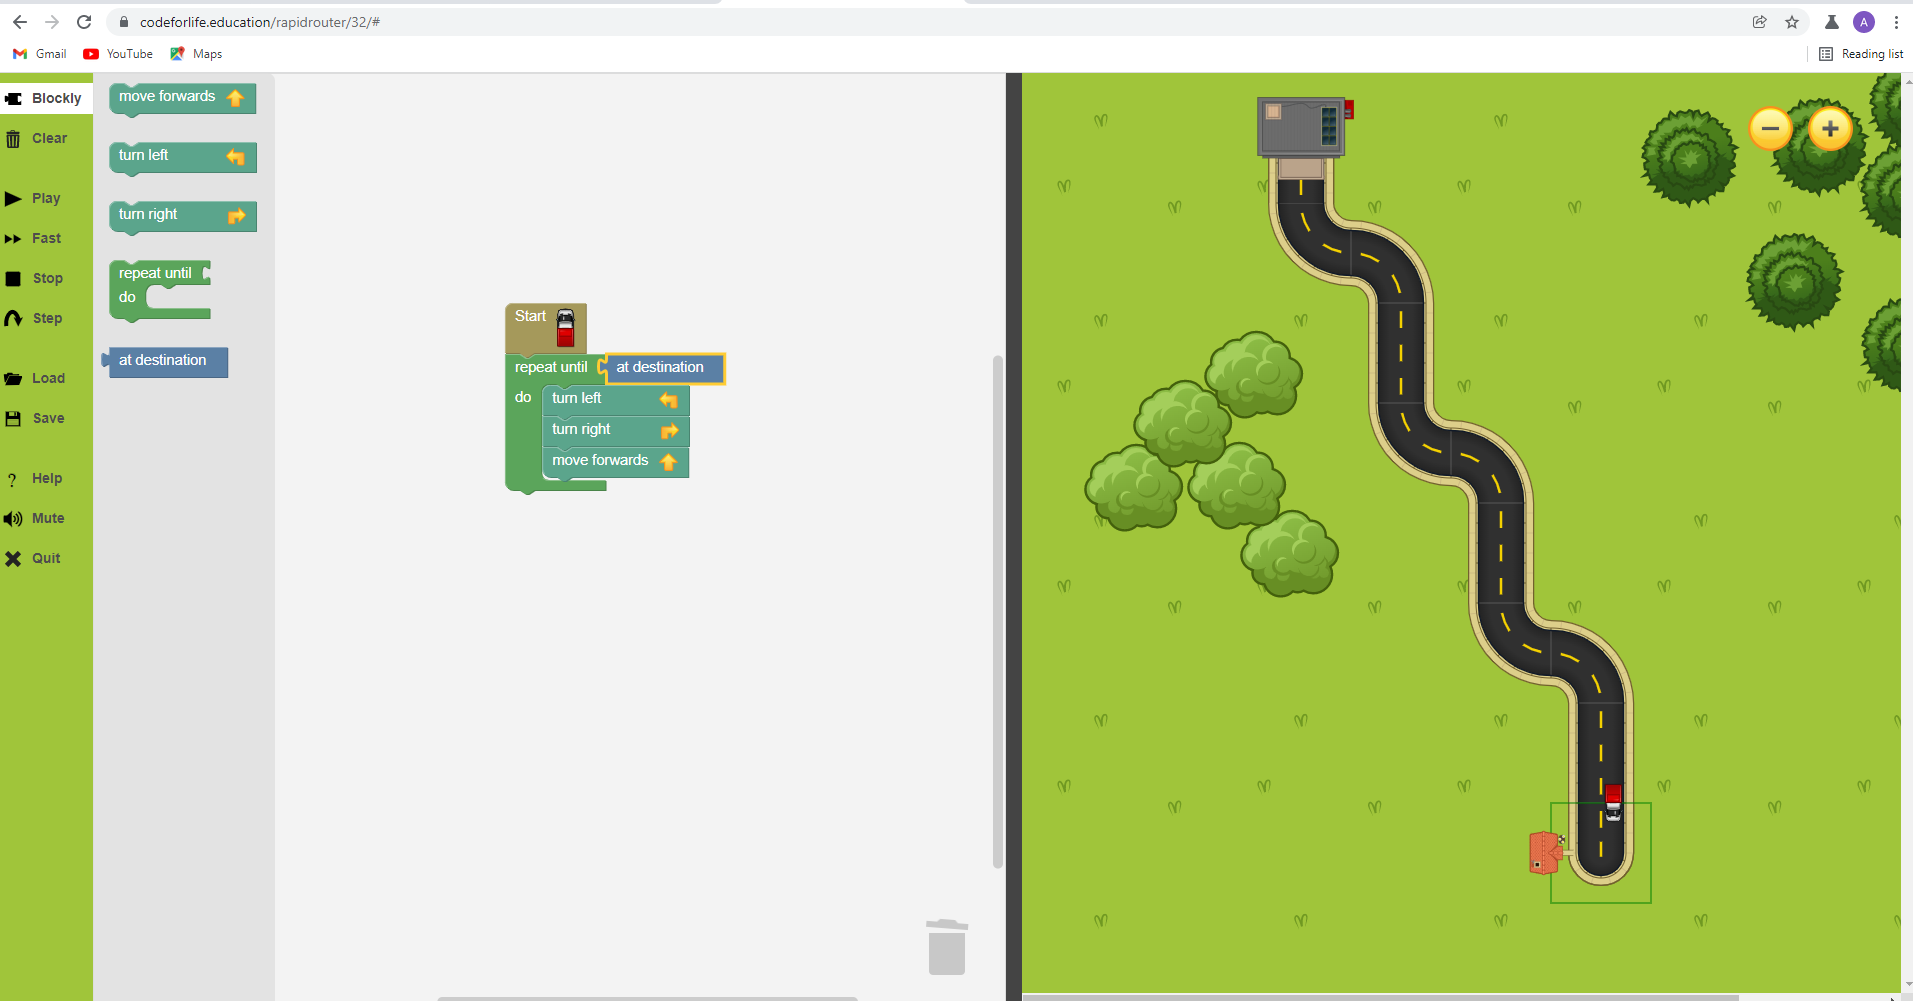 codeforlife.education/rapidrouter/32/#
A
Gmail YouTube Maps Reading list
Blockly
Clear
Play
Fast
Stop
Step
Load
Save
Help
Mute
Quit
move forwards
turn left
turn right
repeat until
do
at destination
Start
repeat until at destination
do turn left
turn right
move forwards